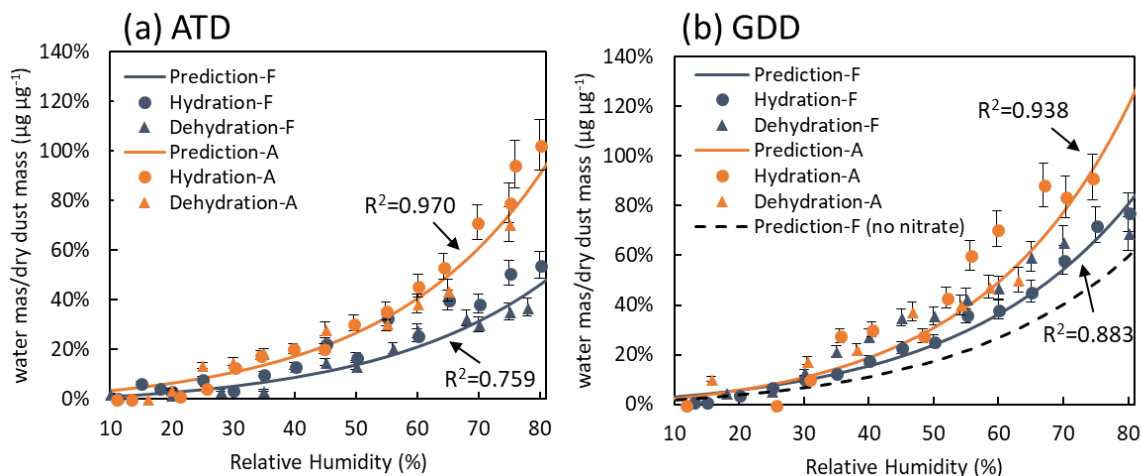 (a) ATD
water mas/dry dust mass (µg µg⁻¹)
140%
120%
100%
80%
60%
40%
20%
0%
Prediction-F
Hydration-F
Dehydration-F
Prediction-A
Hydration-A
Dehydration-A
R²=0.970
R²=0.759
10 20 30 40 50 60 70 80
Relative Humidity (%)
(b) GDD
water mas/dry dust mass (µg µg⁻¹)
140%
120%
100%
80%
60%
40%
20%
0%
Prediction-F
Hydration-F
Dehydration-F
Prediction-A
Hydration-A
Dehydration-A
Prediction-F (no nitrate)
R²=0.938
R²=0.883
10 20 30 40 50 60 70 80
Relative Humidity (%)